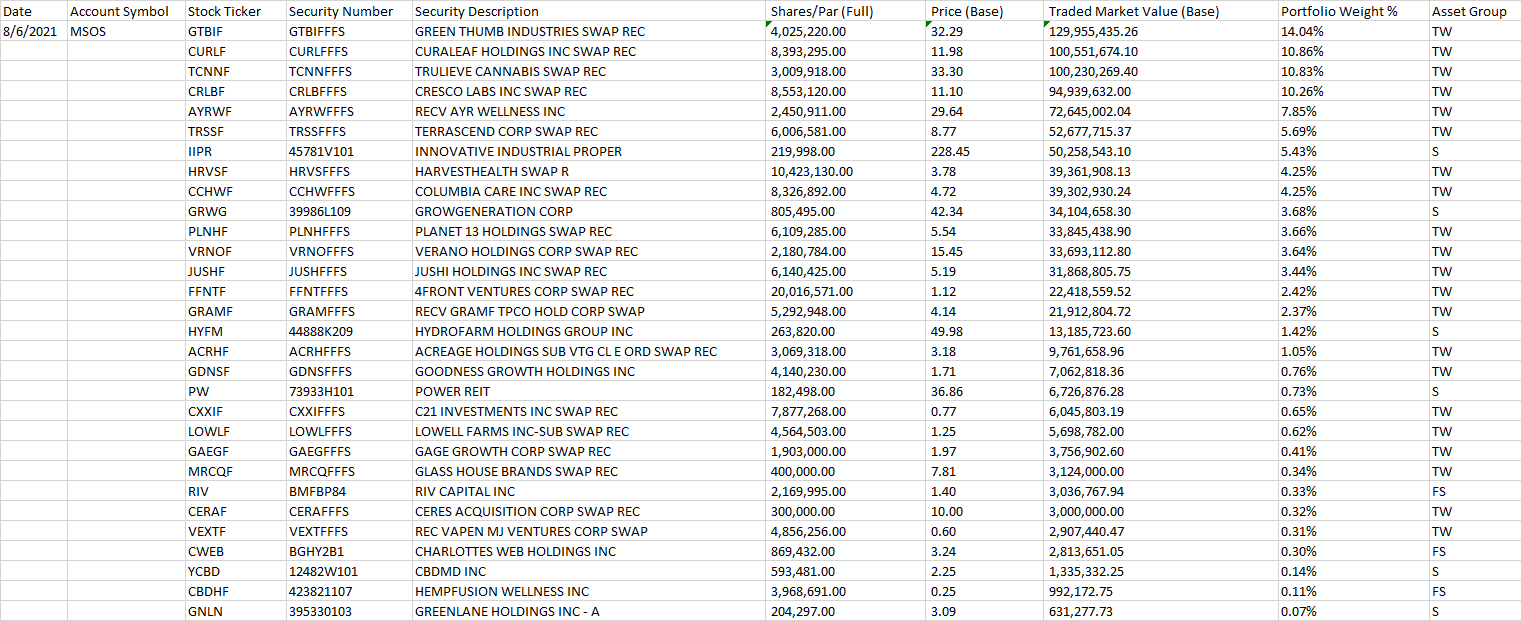 Date Account Symbol Stock Ticker Security Number Security Description Shares/Par (Full) Price (Base) Traded Market Value (Base) Portfolio Weight % Asset Group
8/6/2021 MSOS GTBIF GTBIFFFS GREEN THUMB INDUSTRIES SWAP REC 4,025,220.00 32.29 129,955,435.26 14.04% TW
CURLF CURLFFFS CURALEAF HOLDINGS INC SWAP REC 8,393,295.00 11.98 100,551,674.10 10.86% TW
TCNNF TCNNFFFS TRULIEVE CANNABIS SWAP REC 3,009,918.00 33.30 100,230,269.40 10.83% TW
CRLBF CRLBFFFS CRESCO LABS INC SWAP REC 8,553,120.00 11.10 94,939,632.00 10.26% TW
AYRWF AYRWFFFS RECV AYR WELLNESS INC 2,450,911.00 29.64 72,645,002.04 7.85% TW
TRSSF TRSSFFFS TERRASCEND CORP SWAP REC 6,006,581.00 8.77 52,677,715.37 5.69% TW
IIPR 45781V101 INNOVATIVE INDUSTRIAL PROPER 219,998.00 228.45 50,258,543.10 5.43% S
HRVSF HRVSFFFS HARVESTHEALTH SWAP R 10,423,130.00 3.78 39,361,908.13 4.25% TW
CCHWF CCHWFFFS COLUMBIA CARE INC SWAP REC 8,326,892.00 4.72 39,302,930.24 4.25% TW
GRWG 39986L109 GROWGENERATION CORP 805,495.00 42.34 34,104,658.30 3.68% S
PLNHF PLNHFFFS PLANET 13 HOLDINGS SWAP REC 6,109,285.00 5.54 33,845,438.90 3.66% TW
VRNOF VRNOFFFS VERANO HOLDINGS CORP SWAP REC 2,180,784.00 15.45 33,693,112.80 3.64% TW
JUSHF JUSHFFFS JUSHI HOLDINGS INC SWAP REC 6,140,425.00 5.19 31,868,805.75 3.44% TW
FFNTF FFNTFFFS 4FRONT VENTURES CORP SWAP REC 20,016,571.00 1.12 22,418,559.52 2.42% TW
GRAMF GRAMFFFS RECV GRAMF TPCO HOLD CORP SWAP 5,292,948.00 4.14 21,912,804.72 2.37% TW
HYFM 44888K209 HYDROFARM HOLDINGS GROUP INC 263,820.00 49.98 13,185,723.60 1.42% S
ACRHF ACRHFFFS ACREAGE HOLDINGS SUB VTG CL E ORD SWAP REC 3,069,318.00 3.18 9,761,658.96 1.05% TW
GDNSF GDNSFFFS GOODNESS GROWTH HOLDINGS INC 4,140,230.00 1.71 7,062,818.36 0.76% TW
PW 73933H101 POWER REIT 182,498.00 36.86 6,726,876.28 0.73% S
CXXIF CXXIFFFS C21 INVESTMENTS INC SWAP REC 7,877,268.00 0.77 6,045,803.19 0.65% TW
LOWLF LOWLFFFS LOWELL FARMS INC-SUB SWAP REC 4,564,503.00 1.25 5,698,782.00 0.62% TW
GAEGF GAEGFFFS GAGE GROWTH CORP SWAP REC 1,903,000.00 1.97 3,756,902.60 0.41% TW
MRCQF MRCQFFFS GLASS HOUSE BRANDS SWAP REC 400,000.00 7.81 3,124,000.00 0.34% TW
RIV BMFBP84 RIV CAPITAL INC 2,169,995.00 1.40 3,036,767.94 0.33% FS
CERAF CERAFFFS CERES ACQUISITION CORP SWAP REC 300,000.00 10.00 3,000,000.00 0.32% TW
VEXTF VEXTFFFS REC VAPEN MJ VENTURES CORP SWAP 4,856,256.00 0.60 2,907,440.47 0.31% TW
CWEB BGHY2B1 CHARLOTTES WEB HOLDINGS INC 869,432.00 3.24 2,813,651.05 0.30% FS
YCBD 12482W101 CBDMD INC 593,481.00 2.25 1,335,332.25 0.14% S
CBDHF 423821107 HEMPFUSION WELLNESS INC 3,968,691.00 0.25 992,172.75 0.11% FS
GNLN 395330103 GREENLANE HOLDINGS INC - A 204,297.00 3.09 631,277.73 0.07% S